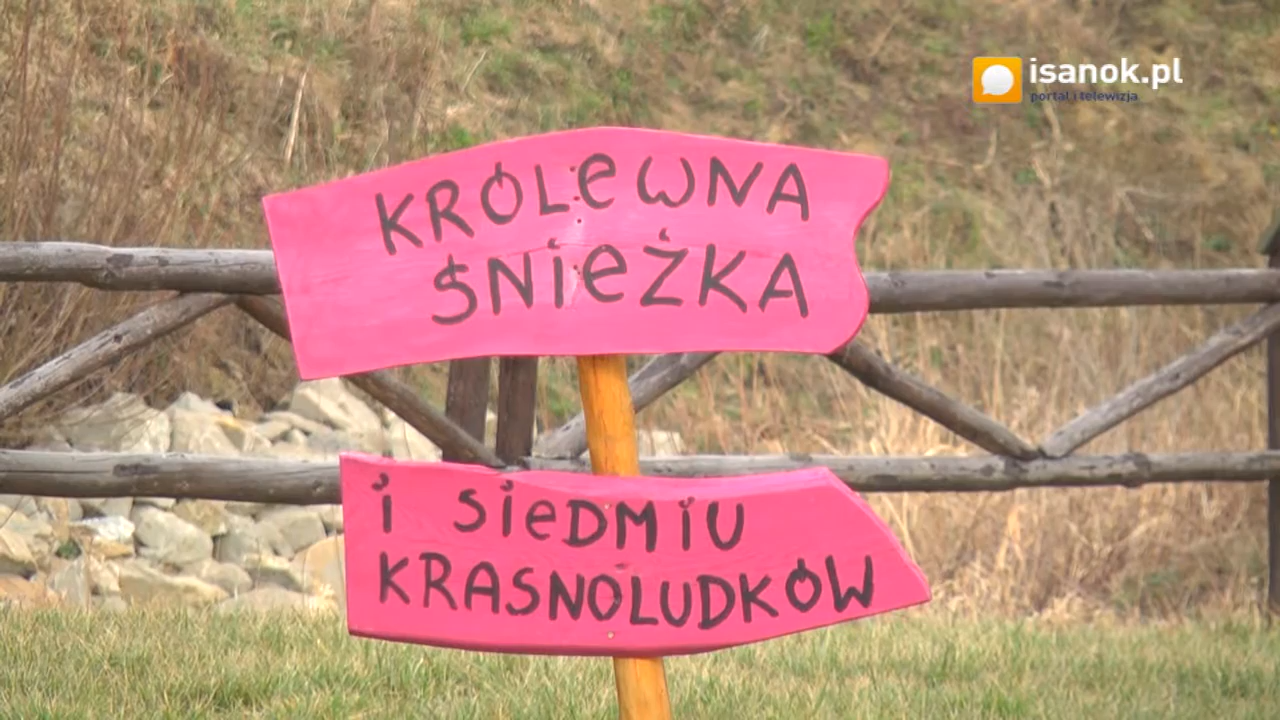 isanok.pl
portal i telewizja
KRÓLeWNA
ŚNieŻKA
i SieDMiU
KRASNOLUDKÓW